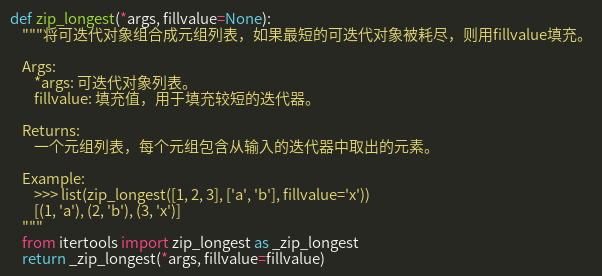 def zip_longest(*args, fillvalue=None):
"""将可迭代对象组合成元组列表，如果最短的可迭代对象被耗尽，则用fillvalue填充。
Args:
*args: 可迭代对象列表。
fillvalue: 填充值，用于填充较短的迭代器。
Returns:
一个元组列表，每个元组包含从输入的迭代器中取出的元素。
Example:
>>> list(zip_longest([1, 2, 3], ['a', 'b'], fillvalue='x'))
[(1, 'a'), (2, 'b'), (3, 'x')]
"""
from itertools import zip_longest as _zip_longest
return _zip_longest(*args, fillvalue=fillvalue)